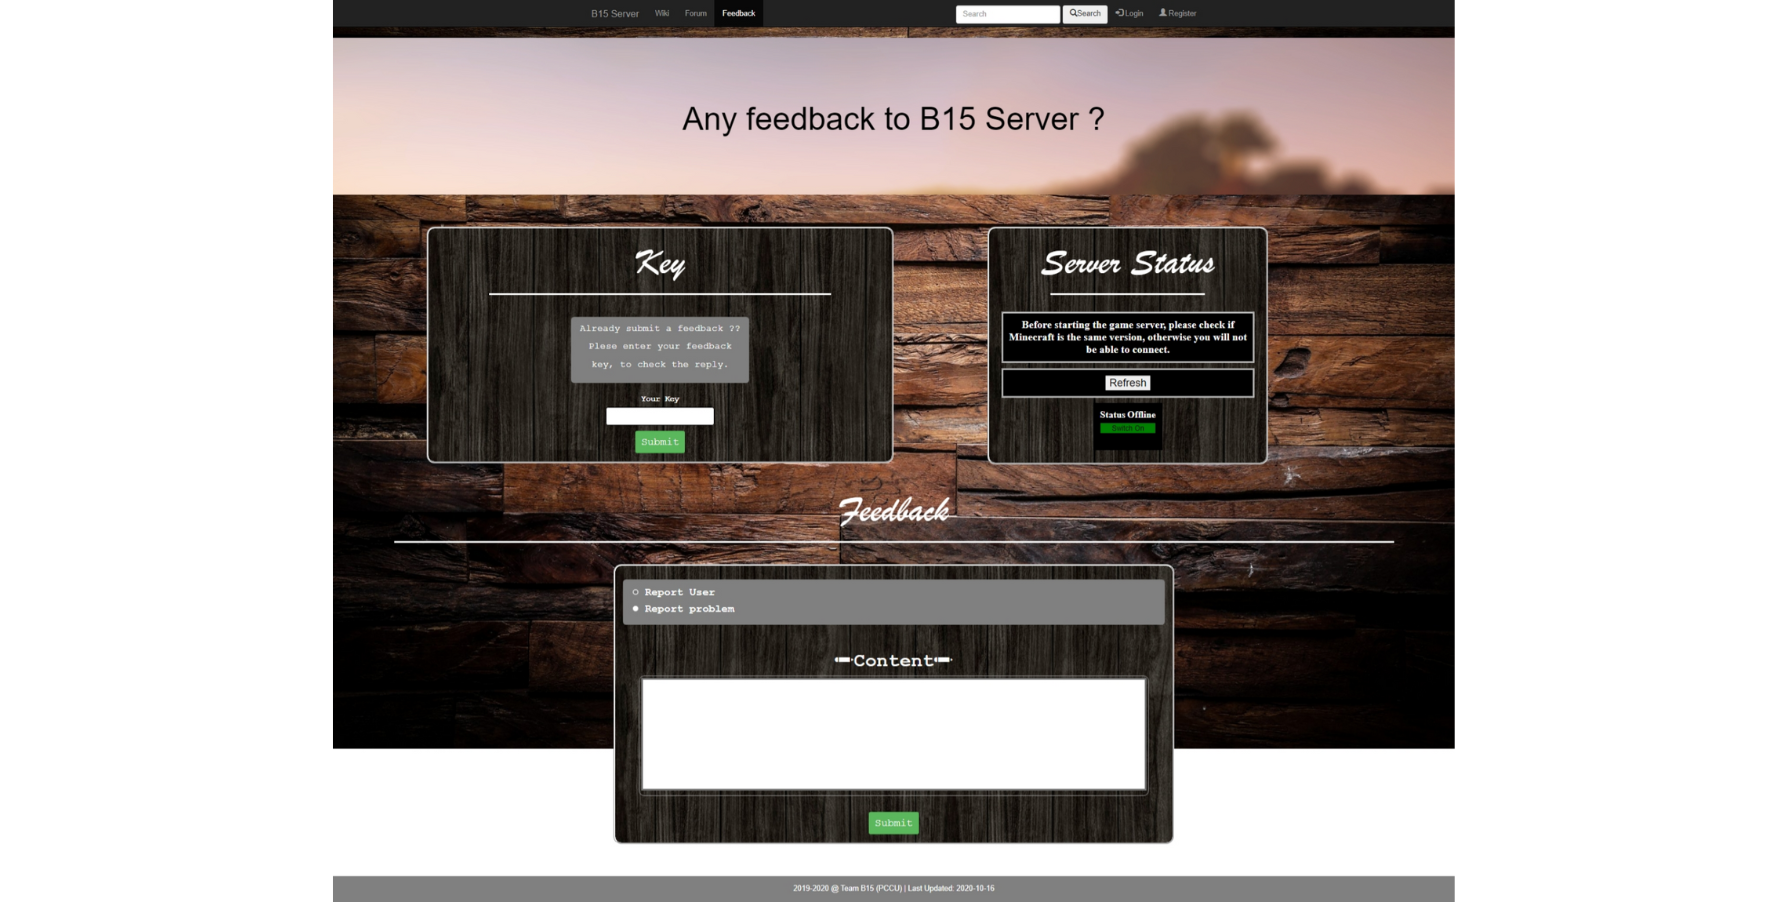 B15 Server Wiki Forum Feedback Search Search Login Register
Any feedback to B15 Server ?
Key
Already submit a feedback ??
Plese enter your feedback
key, to check the reply.
Your Key
Submit
Server Status
Before starting the game server, please check if
Minecraft is the same version, otherwise you will not
be able to connect.
Refresh
Status Offline
Switch On
Feedback
Report User
Report problem
Content
Submit
2019-2020 @ Team B15 (PCCU) | Last Updated: 2020-10-16